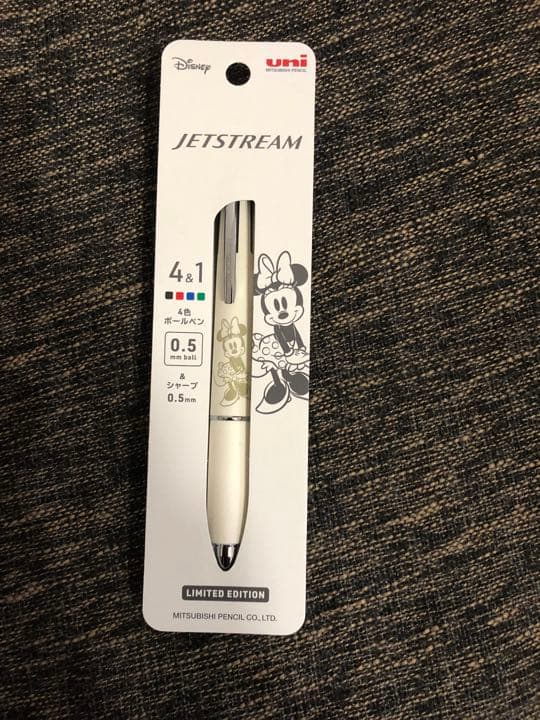 Disney
uni
MITSUBISHI PENCIL
JETSTREAM
4&1
4色
ボールペン
0.5
mm ball
&
シャープ
0.5mm
LIMITED EDITION
MITSUBISHI PENCIL CO., LTD.